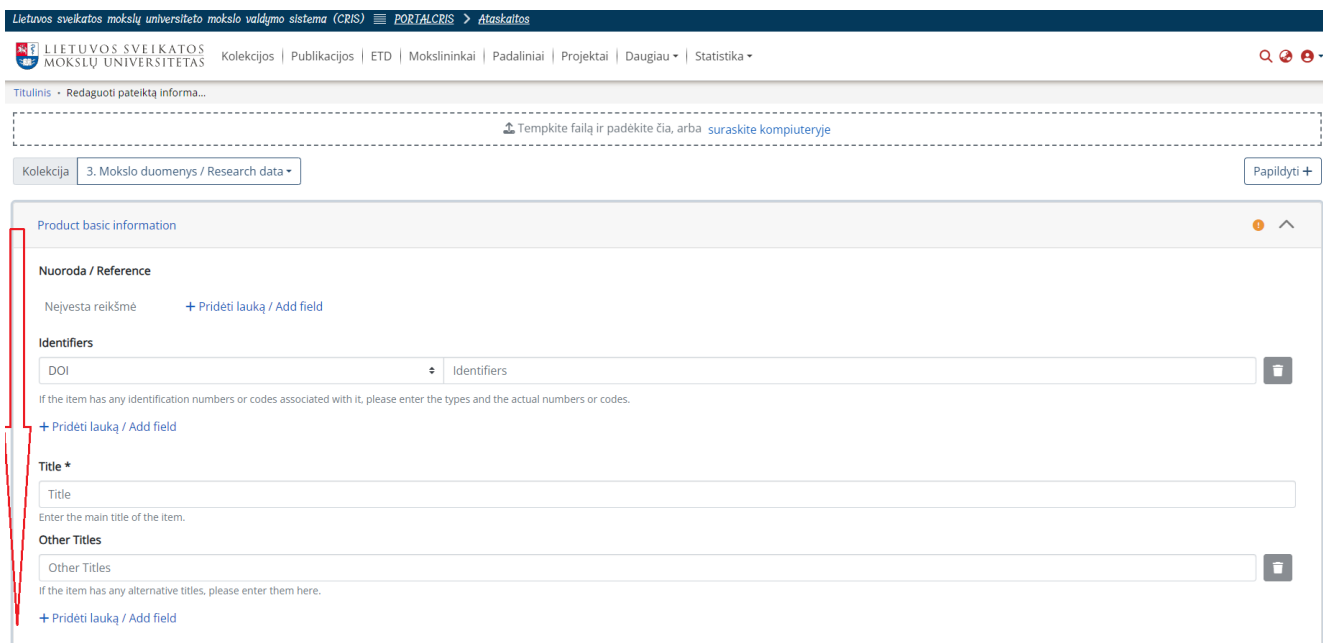 Lietuvos sveikatos mokslų universiteto mokslo valdymo sistema (CRIS) PORTALCRIS > Ataskaitos
LIETUVOS SVEIKATOS
MOKSLŲ UNIVERSITETAS
Kolekcijos | Publikacijos | ETD | Mokslininkai | Padaliniai | Projektai | Daugiau | Statistika
Titulinis • Redaguoti pateiktą informa...
Tempkite failą ir padėkite čia, arba suraskite kompiuteryje
Kolekcija 3. Mokslo duomenys / Research data Papildyti +
Product basic information
Nuoroda / Reference
Neįvesta reikšmė + Pridėti lauką / Add field
Identifiers
DOI Identifiers
If the item has any identification numbers or codes associated with it, please enter the types and the actual numbers or codes.
+ Pridėti lauką / Add field
Title *
Title
Enter the main title of the item.
Other Titles
Other Titles
If the item has any alternative titles, please enter them here.
+ Pridėti lauką / Add field